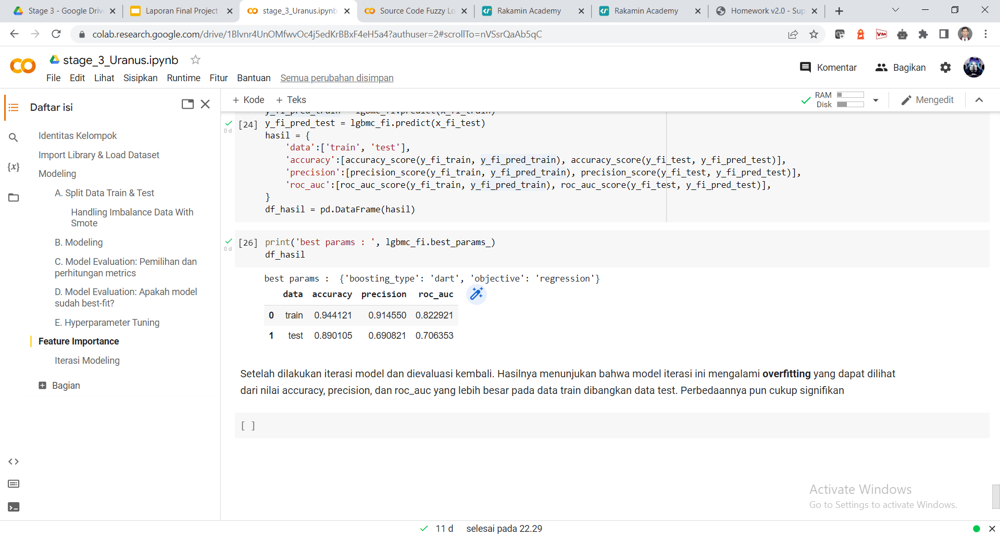 Stage 3 - Google Driv
Laporan Final Project
stage_3_Uranus.ipynb
Source Code Fuzzy Lo
Rakamin Academy
Rakamin Academy
Homework v2.0 - Sup
colab.research.google.com/drive/1Blvnr4UnOMfwvOc4j5edKrBBxF4eH5a4?authuser=2#scrollTo=nVSsrQaAb5qC
stage_3_Uranus.ipynb
File Edit Lihat Sisipkan Runtime Fitur Bantuan Semua perubahan disimpan
Komentar
Bagikan
Daftar isi
Identitas Kelompok
Import Library & Load Dataset
Modeling
A. Split Data Train & Test
Handling Imbalance Data With
Smote
B. Modeling
C. Model Evaluation: Pemilihan dan
perhitungan metrics
D. Model Evaluation: Apakah model
sudah best-fit?
E. Hyperparameter Tuning
Feature Importance
Iterasi Modeling
Bagian
+ Kode + Teks
RAM
Disk
Mengedit
y_fi_pred_train = lgbmc_fi.predict(x_fi_train)
[24] y_fi_pred_test = lgbmc_fi.predict(x_fi_test)
0 d
hasil = {
'data':['train', 'test'],
'accuracy':[accuracy_score(y_fi_train, y_fi_pred_train), accuracy_score(y_fi_test, y_fi_pred_test)],
'precision':[precision_score(y_fi_train, y_fi_pred_train), precision_score(y_fi_test, y_fi_pred_test)],
'roc_auc':[roc_auc_score(y_fi_train, y_fi_pred_train), roc_auc_score(y_fi_test, y_fi_pred_test)],
}
df_hasil = pd.DataFrame(hasil)
[26] print('best params : ', lgbmc_fi.best_params_)
0 d
df_hasil
best params :  {'boosting_type': 'dart', 'objective': 'regression'}
data accuracy precision roc_auc
0 train 0.944121 0.914550 0.822921
1 test 0.890105 0.690821 0.706353
Setelah dilakukan iterasi model dan dievaluasi kembali. Hasilnya menunjukan bahwa model iterasi ini mengalami overfitting yang dapat dilihat
dari nilai accuracy, precision, dan roc_auc yang lebih besar pada data train dibangkan data test. Perbedaannya pun cukup signifikan
[ ]
Activate Windows
Go to Settings to activate Windows.
11 d selesai pada 22.29